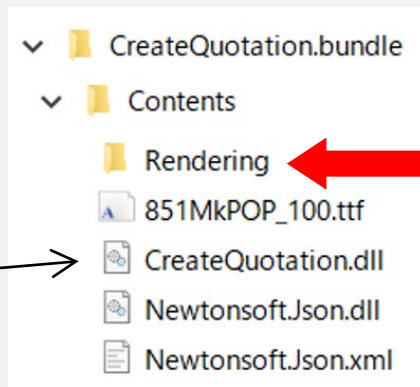 CreateQuotation.bundle
Contents
Rendering
851MkPOP_100.ttf
CreateQuotation.dll
Newtonsoft.Json.dll
Newtonsoft.Json.xml